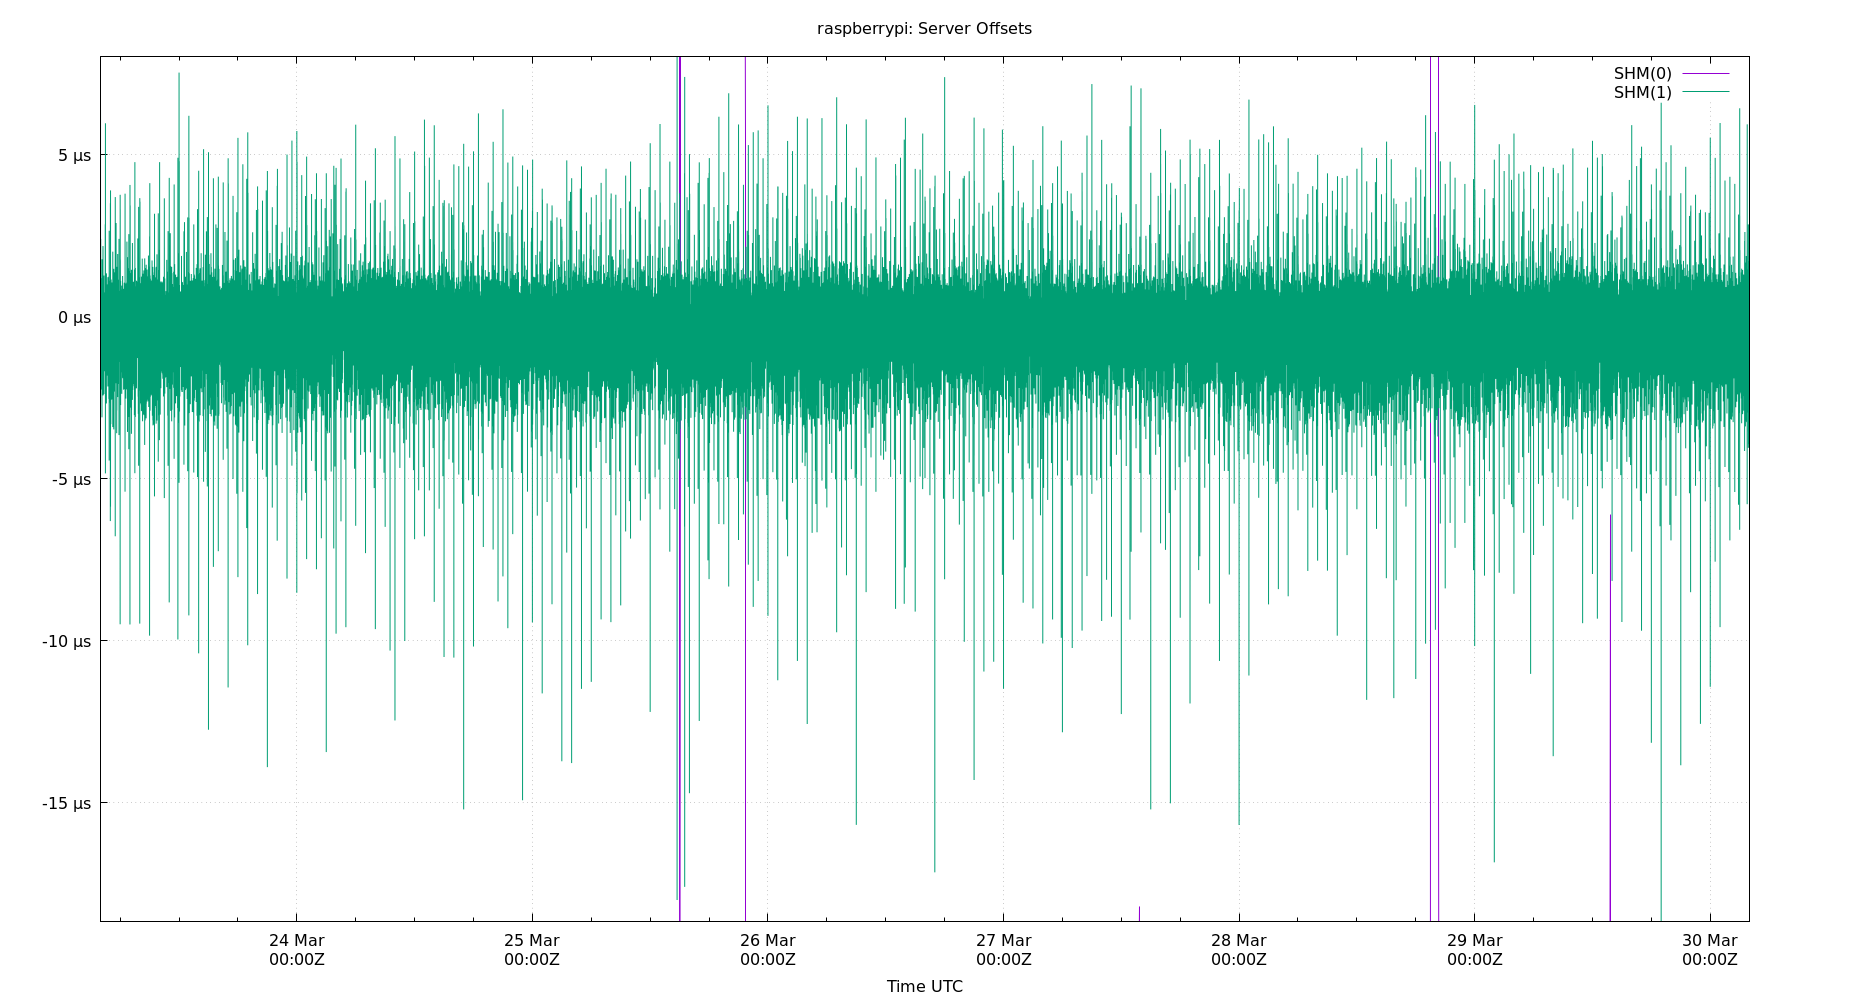 raspberrypi: Server Offsets
SHM(0)
SHM(1)
5 µs
0 µs
-5 µs
-10 µs
-15 µs
24 Mar
00:00Z
25 Mar
00:00Z
26 Mar
00:00Z
27 Mar
00:00Z
28 Mar
00:00Z
29 Mar
00:00Z
30 Mar
00:00Z
Time UTC